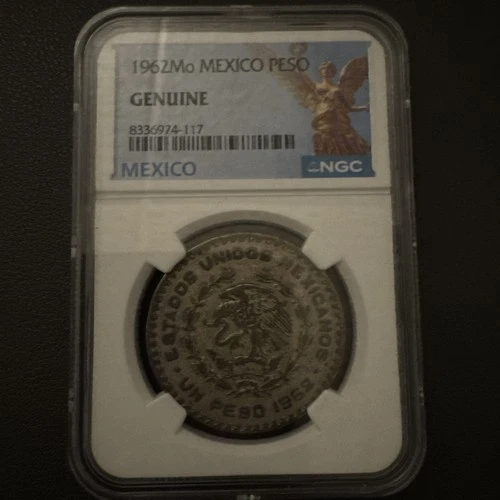 1962Mo MEXICO PESO
GENUINE
8336974-117
MEXICO
NGC
ESTADOS UNIDOS MEXICANOS
UN PESO 1962